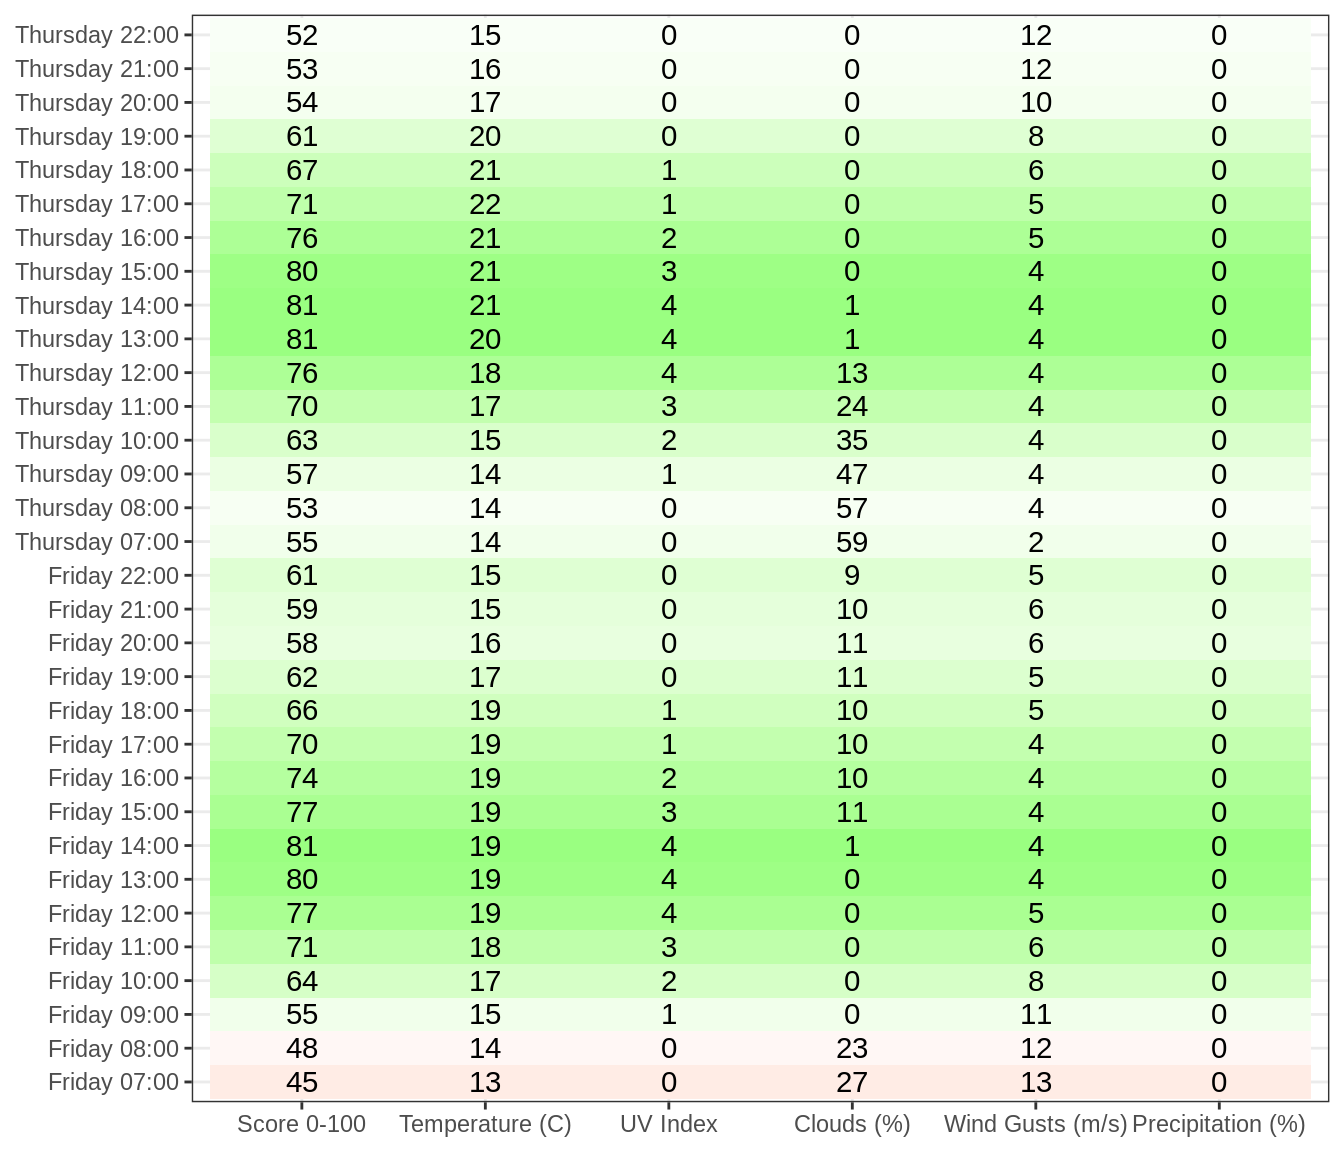 Thursday 22:00 52 15 0 0 12 0
Thursday 21:00 53 16 0 0 12 0
Thursday 20:00 54 17 0 0 10 0
Thursday 19:00 61 20 0 0 8 0
Thursday 18:00 67 21 1 0 6 0
Thursday 17:00 71 22 1 0 5 0
Thursday 16:00 76 21 2 0 5 0
Thursday 15:00 80 21 3 0 4 0
Thursday 14:00 81 21 4 1 4 0
Thursday 13:00 81 20 4 1 4 0
Thursday 12:00 76 18 4 13 4 0
Thursday 11:00 70 17 3 24 4 0
Thursday 10:00 63 15 2 35 4 0
Thursday 09:00 57 14 1 47 4 0
Thursday 08:00 53 14 0 57 4 0
Thursday 07:00 55 14 0 59 2 0
Friday 22:00 61 15 0 9 5 0
Friday 21:00 59 15 0 10 6 0
Friday 20:00 58 16 0 11 6 0
Friday 19:00 62 17 0 11 5 0
Friday 18:00 66 19 1 10 5 0
Friday 17:00 70 19 1 10 4 0
Friday 16:00 74 19 2 10 4 0
Friday 15:00 77 19 3 11 4 0
Friday 14:00 81 19 4 1 4 0
Friday 13:00 80 19 4 0 4 0
Friday 12:00 77 19 4 0 5 0
Friday 11:00 71 18 3 0 6 0
Friday 10:00 64 17 2 0 8 0
Friday 09:00 55 15 1 0 11 0
Friday 08:00 48 14 0 23 12 0
Friday 07:00 45 13 0 27 13 0
Score 0-100 Temperature (C) UV Index Clouds (%) Wind Gusts (m/s) Precipitation (%)